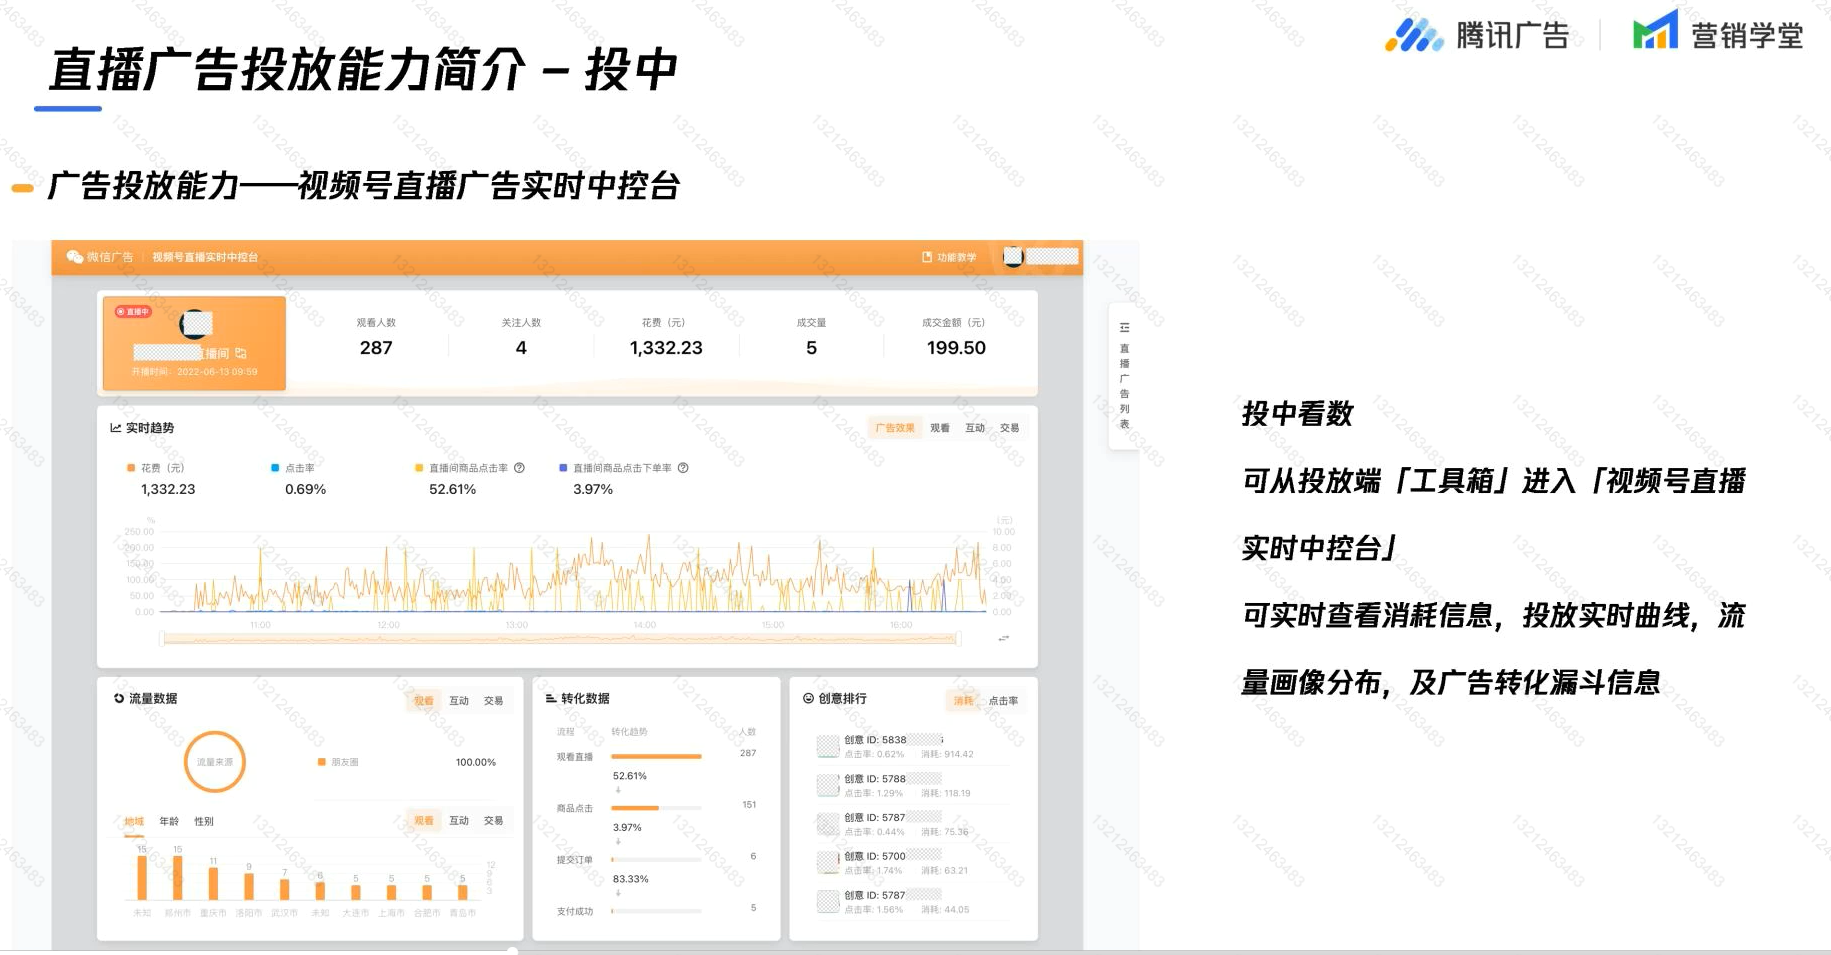 直播广告投放能力简介 – 投中
腾讯广告
营销学堂
广告投放能力——视频号直播广告实时中控台
微信广告 | 视频号直播实时中控台
功能教学
直播中
直播间
开播时间: 2022-06-13 09:59
观看人数 关注人数 花费（元） 成交量 成交金额（元）
287 4 1,332.23 5 199.50
直播广告列表
实时趋势
广告效果 观看 互动 交易
花费（元） 点击率 直播间商品点击率 直播间商品点击下单率
1,332.23 0.69% 52.61% 3.97%
% （元）
250.00 10.00
200.00 8.00
150.00 6.00
100.00 4.00
50.00 2.00
0.00 0.00
11:00 12:00 13:00 14:00 15:00 16:00
流量数据
观看 互动 交易
流量来源
朋友圈 100.00%
地域 年龄 性别
观看 互动 交易
15 15 11 9 7 6 5 5 5 5
12
9
6
3
未知 郑州市 重庆市 洛阳市 武汉市 未知 大连市 上海市 合肥市 青岛市
转化数据
流程 转化趋势 人数
观看直播 287
52.61%
商品点击 151
3.97%
提交订单 6
83.33%
支付成功 5
创意排行
消耗 点击率
创意 ID: 5838
点击率: 0.62% 消耗: 914.42
创意 ID: 5788
点击率: 1.29% 消耗: 118.19
创意 ID: 5787
点击率: 0.44% 消耗: 75.36
创意 ID: 5700
点击率: 1.74% 消耗: 63.21
创意 ID: 5787
点击率: 1.56% 消耗: 44.05
投中看数
可从投放端「工具箱」进入「视频号直播
实时中控台」
可实时查看消耗信息，投放实时曲线，流
量画像分布，及广告转化漏斗信息
13212463483